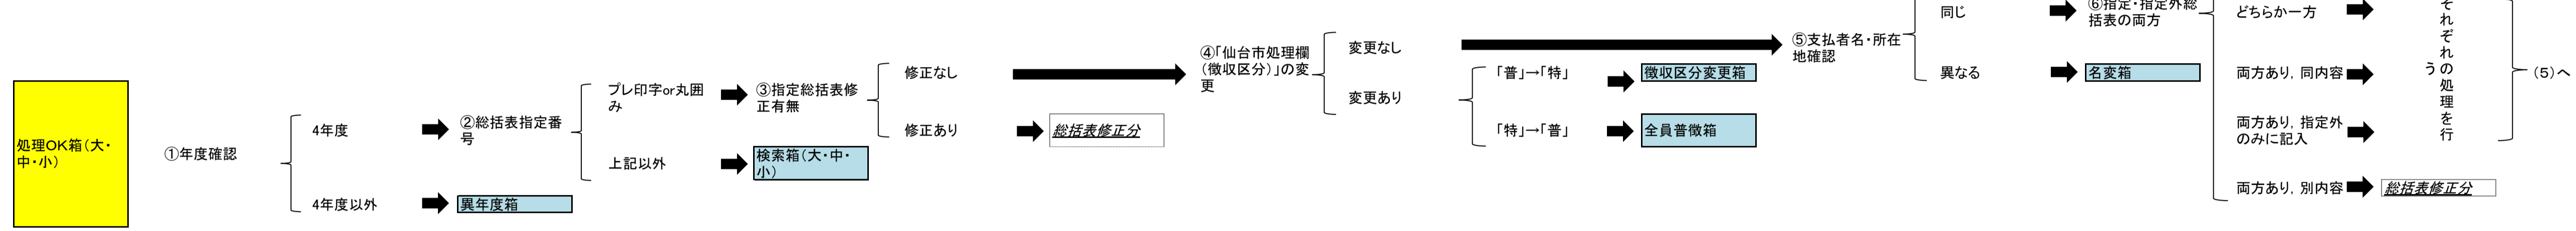 処理OK箱（大・
中・小）
①年度確認
4年度
4年度以外
②総括表指定番
号
異年度箱
プレ印字or丸囲
み
上記以外
③指定総括表修
正有無
検索箱（大・中・
小）
修正なし
修正あり
総括表修正分
④「仙台市処理欄
（徴収区分）」の変
更
変更なし
変更あり
「普」→「特」
「特」→「普」
徴収区分変更箱
全員普徴箱
⑤支払者名・所在
地確認
同じ
異なる
⑥指定・指定外総
括表の両方
名変箱
どちらか一方
両方あり，同内容
両方あり，指定外
のみに記入
両方あり，別内容
それぞれの処理を行
う
総括表修正分
（5）へ